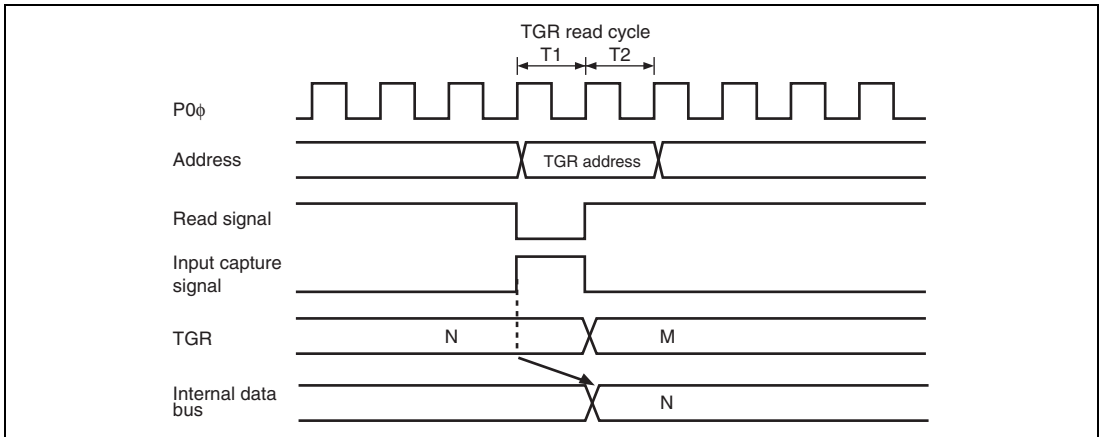 TGR read cycle
T1 T2
P0ϕ
Address
TGR address
Read signal
Input capture
signal
TGR
N M
Internal data
bus
N